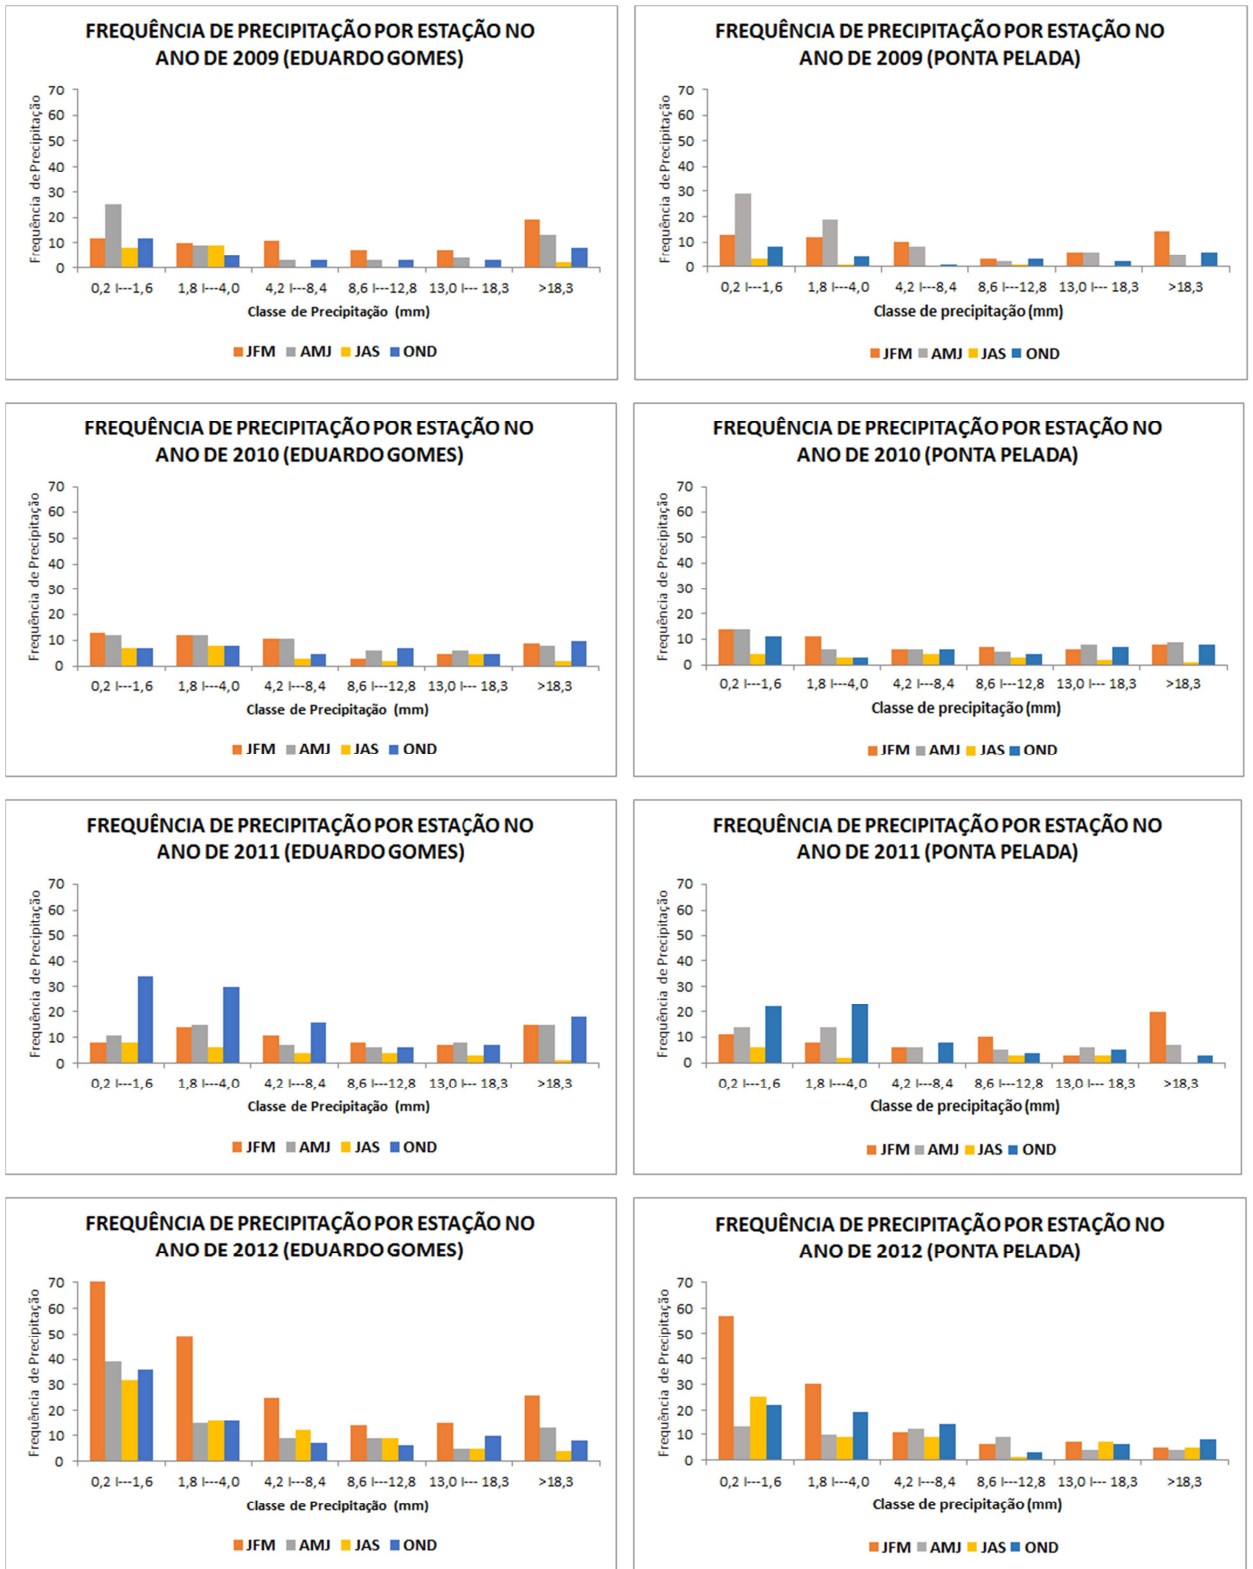 FREQUÊNCIA DE PRECIPITAÇÃO POR ESTAÇÃO NO
ANO DE 2009 (EDUARDO GOMES)
Frequência de Precipitação
70
60
50
40
30
20
10
0
0,2 I---1,6 1,8 I---4,0 4,2 I---8,4 8,6 I---12,8 13,0 I--- 18,3 >18,3
Classe de Precipitação (mm)
JFM AMJ JAS OND
FREQUÊNCIA DE PRECIPITAÇÃO POR ESTAÇÃO NO
ANO DE 2009 (PONTA PELADA)
Frequência de Precipitação
70
60
50
40
30
20
10
0
0,2 I---1,6 1,8 I---4,0 4,2 I---8,4 8,6 I---12,8 13,0 I--- 18,3 >18,3
Classe de precipitação (mm)
JFM AMJ JAS OND
FREQUÊNCIA DE PRECIPITAÇÃO POR ESTAÇÃO NO
ANO DE 2010 (EDUARDO GOMES)
Frequência de Precipitação
70
60
50
40
30
20
10
0
0,2 I---1,6 1,8 I---4,0 4,2 I---8,4 8,6 I---12,8 13,0 I--- 18,3 >18,3
Classe de Precipitação (mm)
JFM AMJ JAS OND
FREQUÊNCIA DE PRECIPITAÇÃO POR ESTAÇÃO NO
ANO DE 2010 (PONTA PELADA)
Frequência de Precipitação
70
60
50
40
30
20
10
0
0,2 I---1,6 1,8 I---4,0 4,2 I---8,4 8,6 I---12,8 13,0 I--- 18,3 >18,3
Classe de precipitação (mm)
JFM AMJ JAS OND
FREQUÊNCIA DE PRECIPITAÇÃO POR ESTAÇÃO NO
ANO DE 2011 (EDUARDO GOMES)
Frequência de Precipitação
70
60
50
40
30
20
10
0
0,2 I---1,6 1,8 I---4,0 4,2 I---8,4 8,6 I---12,8 13,0 I--- 18,3 >18,3
Classe de Precipitação (mm)
JFM AMJ JAS OND
FREQUÊNCIA DE PRECIPITAÇÃO POR ESTAÇÃO NO
ANO DE 2011 (PONTA PELADA)
Frequência de Precipitação
70
60
50
40
30
20
10
0
0,2 I---1,6 1,8 I---4,0 4,2 I---8,4 8,6 I---12,8 13,0 I--- 18,3 >18,3
Classe de precipitação (mm)
JFM AMJ JAS OND
FREQUÊNCIA DE PRECIPITAÇÃO POR ESTAÇÃO NO
ANO DE 2012 (EDUARDO GOMES)
Frequência de Precipitação
70
60
50
40
30
20
10
0
0,2 I---1,6 1,8 I---4,0 4,2 I---8,4 8,6 I---12,8 13,0 I--- 18,3 >18,3
Classe de Precipitação (mm)
JFM AMJ JAS OND
FREQUÊNCIA DE PRECIPITAÇÃO POR ESTAÇÃO NO
ANO DE 2012 (PONTA PELADA)
Frequência de Precipitação
70
60
50
40
30
20
10
0
0,2 I---1,6 1,8 I---4,0 4,2 I---8,4 8,6 I---12,8 13,0 I--- 18,3 >18,3
Classe de precipitação (mm)
JFM AMJ JAS OND